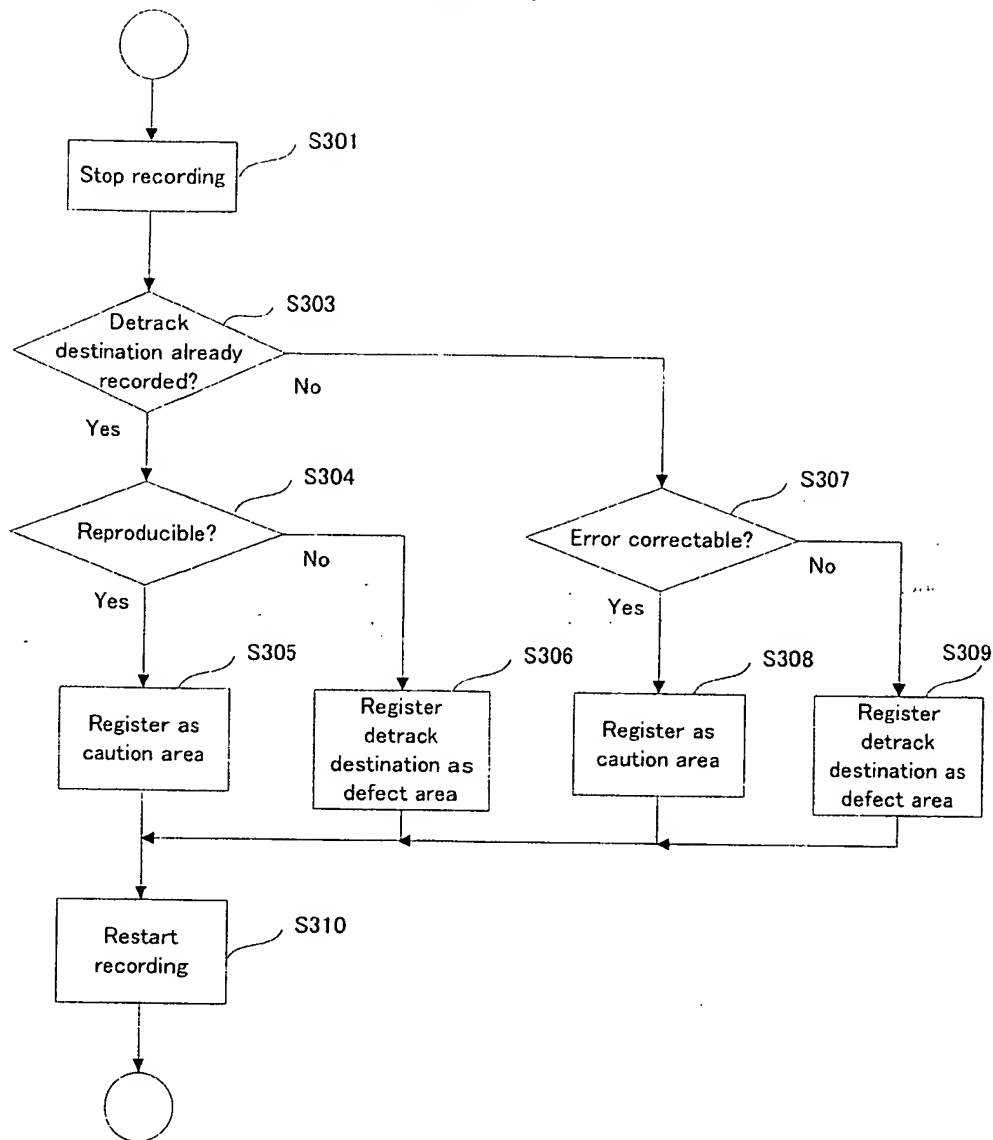 S301
Stop recording
S303
Detrack
destination already
recorded?
No
Yes
S304
Reproducible?
No
Yes
S307
Error correctable?
No
Yes
S305
Register as
caution area
S306
Register
detrack
destination as
defect area
S308
Register as
caution area
S309
Register
detrack
destination as
defect area
S310
Restart
recording